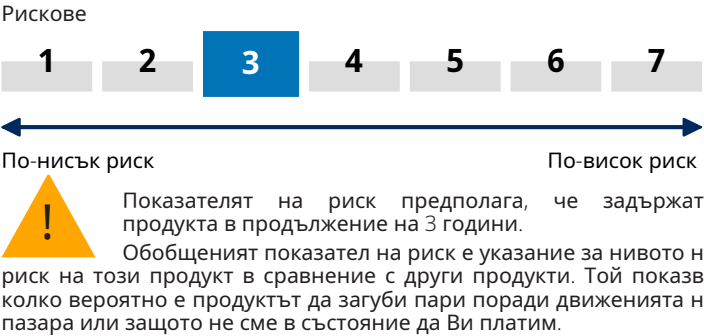 Рискове
1 2 3 4 5 6 7
По-нисък риск По-висок риск
!
Показателят на риск предполага, че задържат
продукта в продължение на 3 години.
Обобщеният показател на риск е указание за нивото н
риск на този продукт в сравнение с други продукти. Той показв
колко вероятно е продуктът да загуби пари поради движенията н
пазара или защото не сме в състояние да Ви платим.